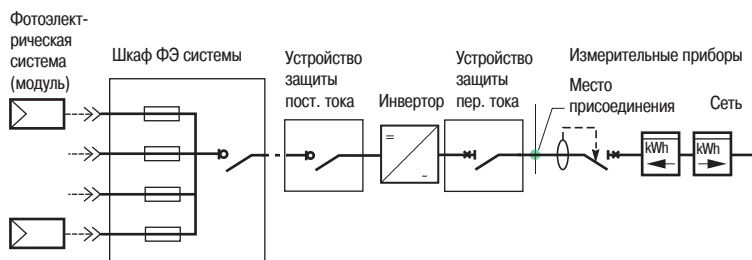 Фотоэлект-
рическая
система
(модуль)
Шкаф ФЭ системы
Устройство
защиты
пост. тока
Инвертор
=
~
Устройство
защиты
пер. тока
Измерительные приборы
Место
присоединения
Сеть
kWh
kWh